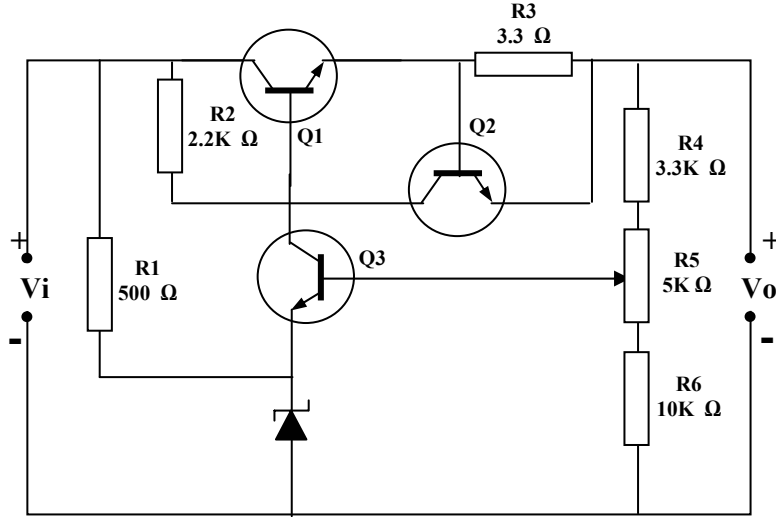 R3
3.3 Ω
R2
2.2K Ω
Q1
Q2
R4
3.3K Ω
Q3
R1
500 Ω
R5
5K Ω
+
Vi
-
+
Vo
-
R6
10K Ω